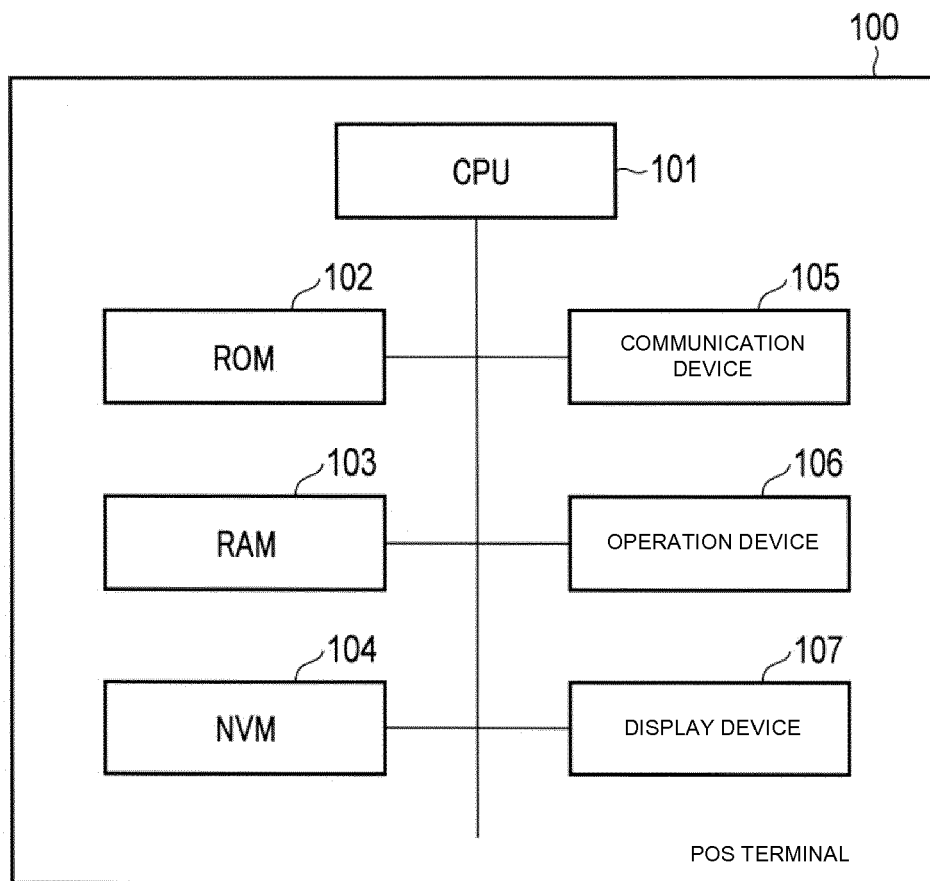 100
CPU
101
102
105
ROM
COMMUNICATION
DEVICE
103
106
RAM
OPERATION DEVICE
104
107
NVM
DISPLAY DEVICE
POS TERMINAL